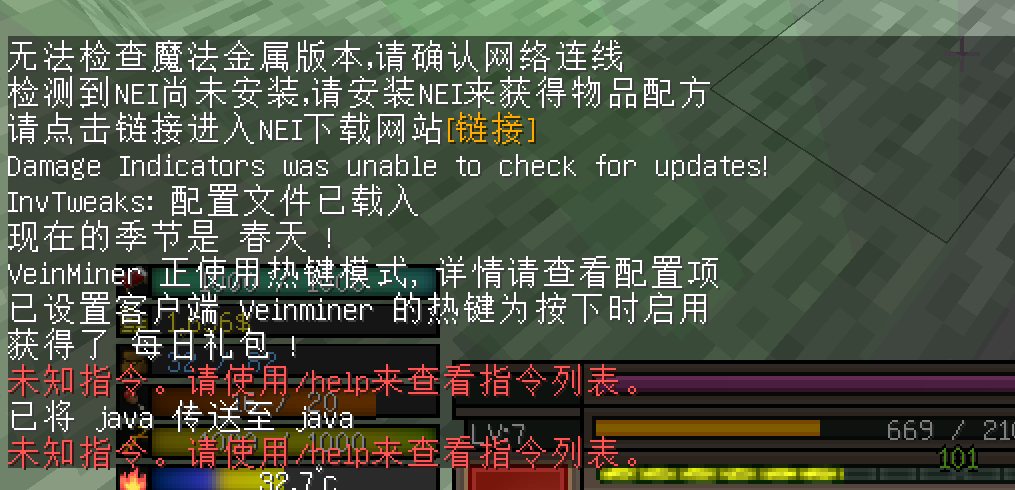 无法检查魔法金属版本,请确认网络连线
检测到NEI尚未安装,请安装NEI来获得物品配方
请点击链接进入NEI下载网站[链接]
Damage Indicators was unable to check for updates!
InvTweaks: 配置文件已载入
现在的季节是 春天 !
VeinMiner 正使用热键模式, 详情请查看配置项
已设置客户端 Veinminer 的热键为按下时启用
获得了 每日礼包 !
未知指令。请使用/help来查看指令列表。
已将 java 传送至 java
LV:7
669 / 210
未知指令。请使用/help来查看指令列表。
101
32.7°c